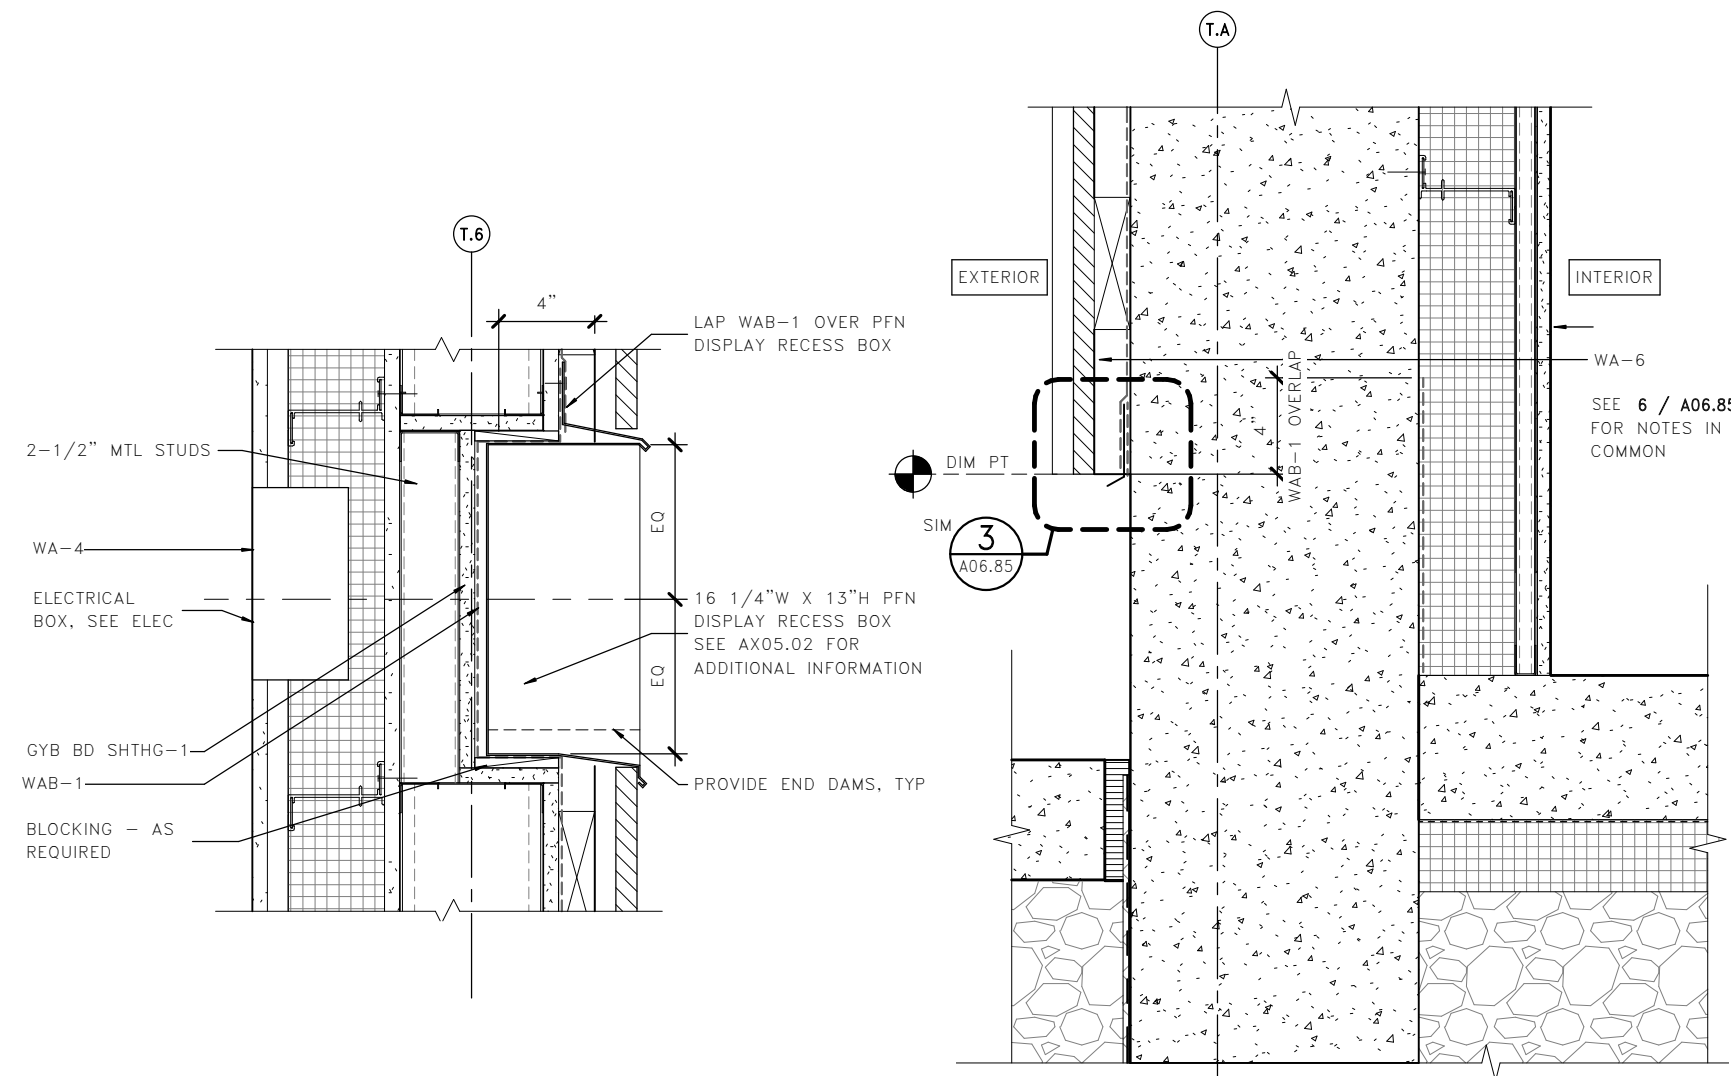 T.6
4"
LAP WAB-1 OVER PFN
DISPLAY RECESS BOX
2-1/2" MTL STUDS
WA-4
ELECTRICAL
BOX, SEE ELEC
GYB BD SHTHG-1
WAB-1
BLOCKING - AS
REQUIRED
EQ
EQ
16 1/4"W X 13"H PFN
DISPLAY RECESS BOX
SEE AX05.02 FOR
ADDITIONAL INFORMATION
PROVIDE END DAMS, TYP
T.A
EXTERIOR
INTERIOR
WA-6
SEE 6 / A06.85
FOR NOTES IN
COMMON
4"
WAB-1 OVERLAP
DIM PT
SIM
3
A06.85